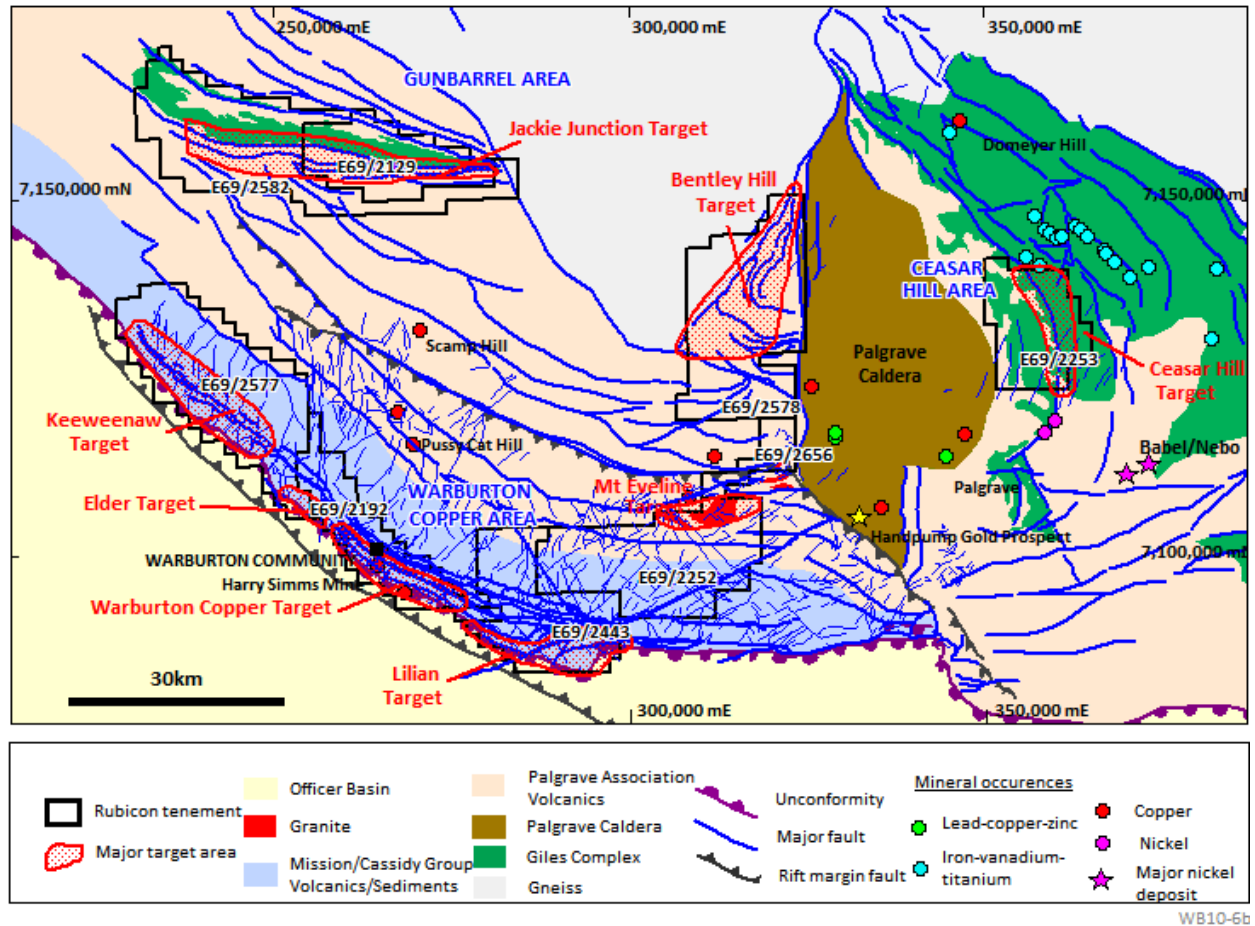 250,000 mE
300,000 mE
350,000 mE
GUNBARREL AREA
Jackie Junction Target
Domeyer Hill
E69/2129
Bentley Hill
Target
7,150,000 mN
E69/2582
7,150,000 mN
CEASAR
HILL AREA
Scamp Hill
Palgrave
Caldera
E69/2253
Ceasar Hill
Target
E69/2577
Keeweenaw
Target
E69/2578
Pussy Cat Hill
E69/2656
Babel/Nebo
Elder Target
WARBURTON
COPPER AREA
Mt Eveline
Target
Palgrave
E69/2192
Handpump Gold Prospect
WARBURTON COMMUNITY
7,100,000 mN
Harry Simms Mine
E69/2252
Warburton Copper Target
E69/2443
Lilian
Target
30km
300,000 mE
350,000 mE
Rubicon tenement
Major target area
Officer Basin
Granite
Mission/Cassidy Group
Volcanics/Sediments
Palgrave Association
Volcanics
Palgrave Caldera
Giles Complex
Gneiss
Unconformity
Major fault
Rift margin fault
Mineral occurences
Lead-copper-zinc
Iron-vanadium-
titanium
Copper
Nickel
Major nickel
deposit
WB10-6b